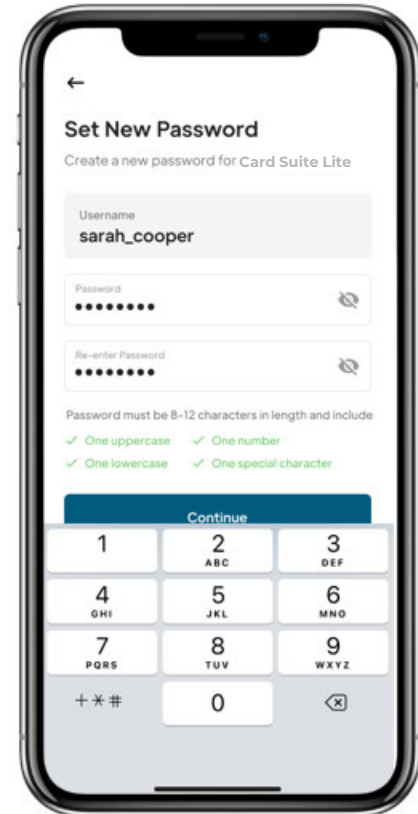 Set New Password
Create a new password for Card Suite Lite
Username
sarah_cooper
Password
••••••••
Re-enter Password
••••••••
Password must be 8-12 characters in length and include
✓ One uppercase ✓ One number
✓ One lowercase ✓ One special character
Continue
1 2 3
ABC DEF
4 5 6
GHI JKL MNO
7 8 9
PQRS TUV WXYZ
+*# 0